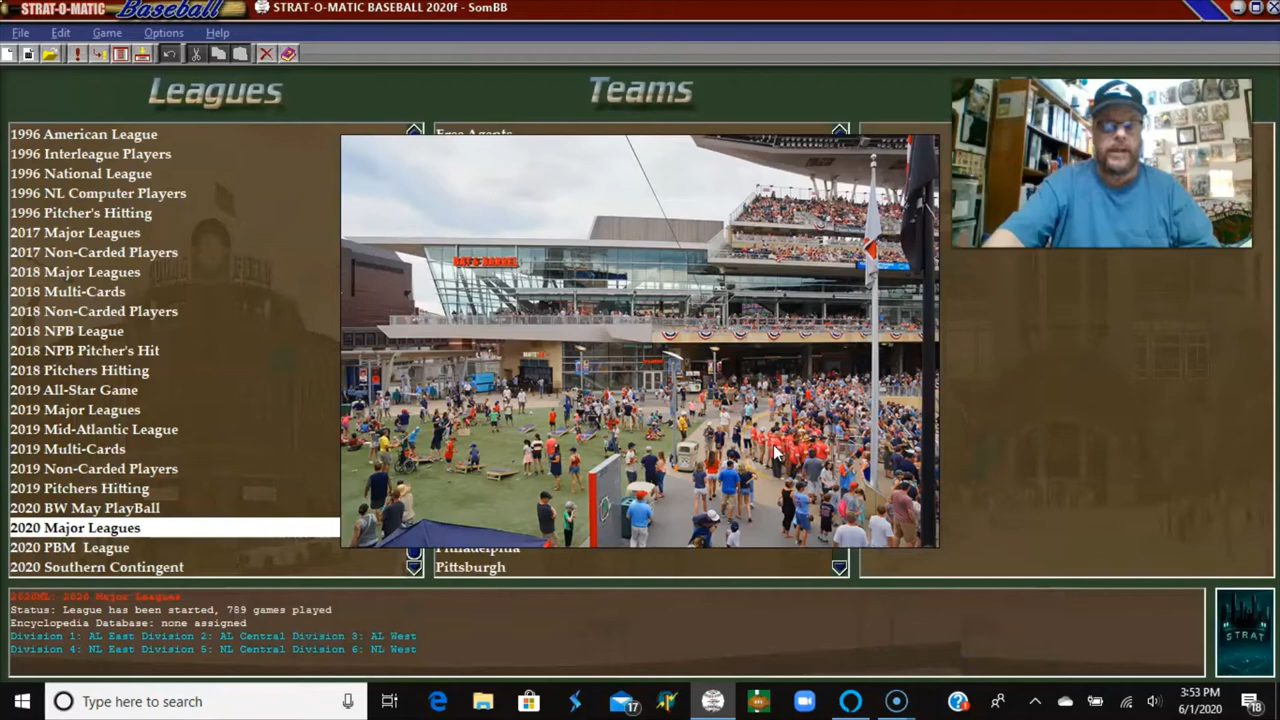 STRAT-O-MATIC Baseball
STRAT-O-MATIC BASEBALL 2020f - SomBB
File Edit Game Options Help
Leagues
Teams
1996 American League
1996 Interleague Players
1996 National League
1996 NL Computer Players
1996 Pitcher's Hitting
2017 Major Leagues
2017 Non-Carded Players
2018 Major Leagues
2018 Multi-Cards
2018 Non-Carded Players
2018 NPB League
2018 NPB Pitcher's Hit
2018 Pitchers Hitting
2019 All-Star Game
2019 Major Leagues
2019 Mid-Atlantic League
2019 Multi-Cards
2019 Non-Carded Players
2019 Pitchers Hitting
2020 BW May PlayBall
2020 Major Leagues
2020 PBM League
2020 Southern Contingent
Free Agents
BAT & BARREL
Philadelphia
Pittsburgh
Major Leagues
Status: League has been started, 789 games played
Encyclopedia Database: none assigned
Division 1: AL East Division 2: AL Central Division 3: AL West
Division 4: NL East Division 5: NL Central Division 6: NL West
STRAT
Type here to search
17
3:53 PM
6/1/2020
18